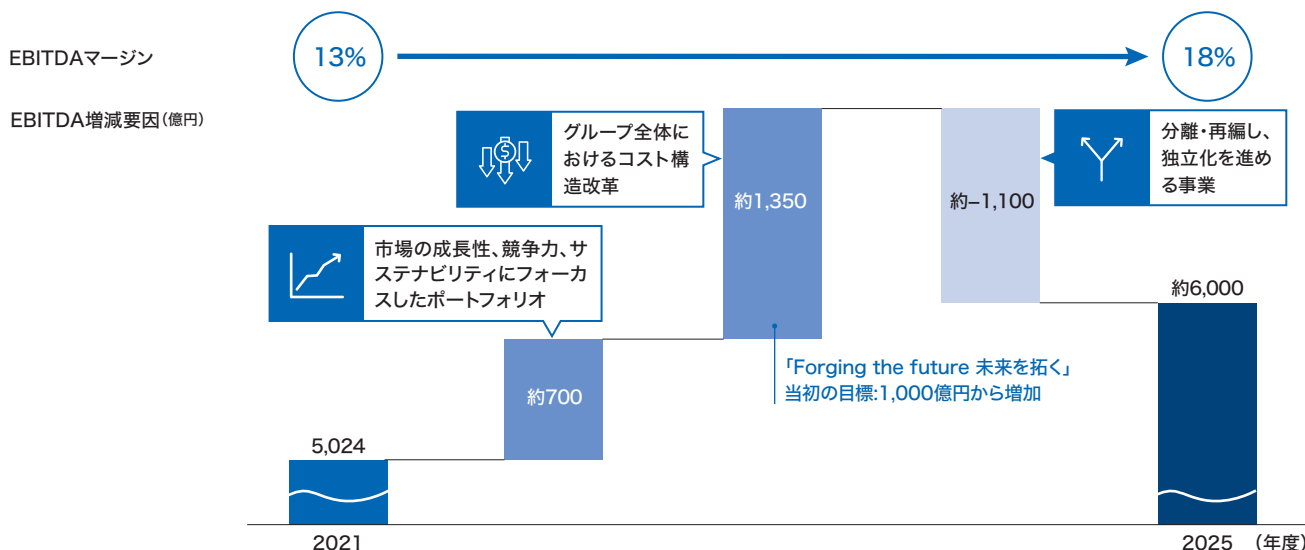 EBITDAマージン
13%
18%
EBITDA増減要因(億円)
グループ全体に
おけるコスト構
造改革
分離・再編し、
独立化を進め
る事業
約1,350
約−1,100
市場の成長性、競争力、サ
ステナビリティにフォーカ
スしたポートフォリオ
約6,000
「Forging the future 未来を拓く」
当初の目標:1,000億円から増加
約700
5,024
2021
2025 (年度)